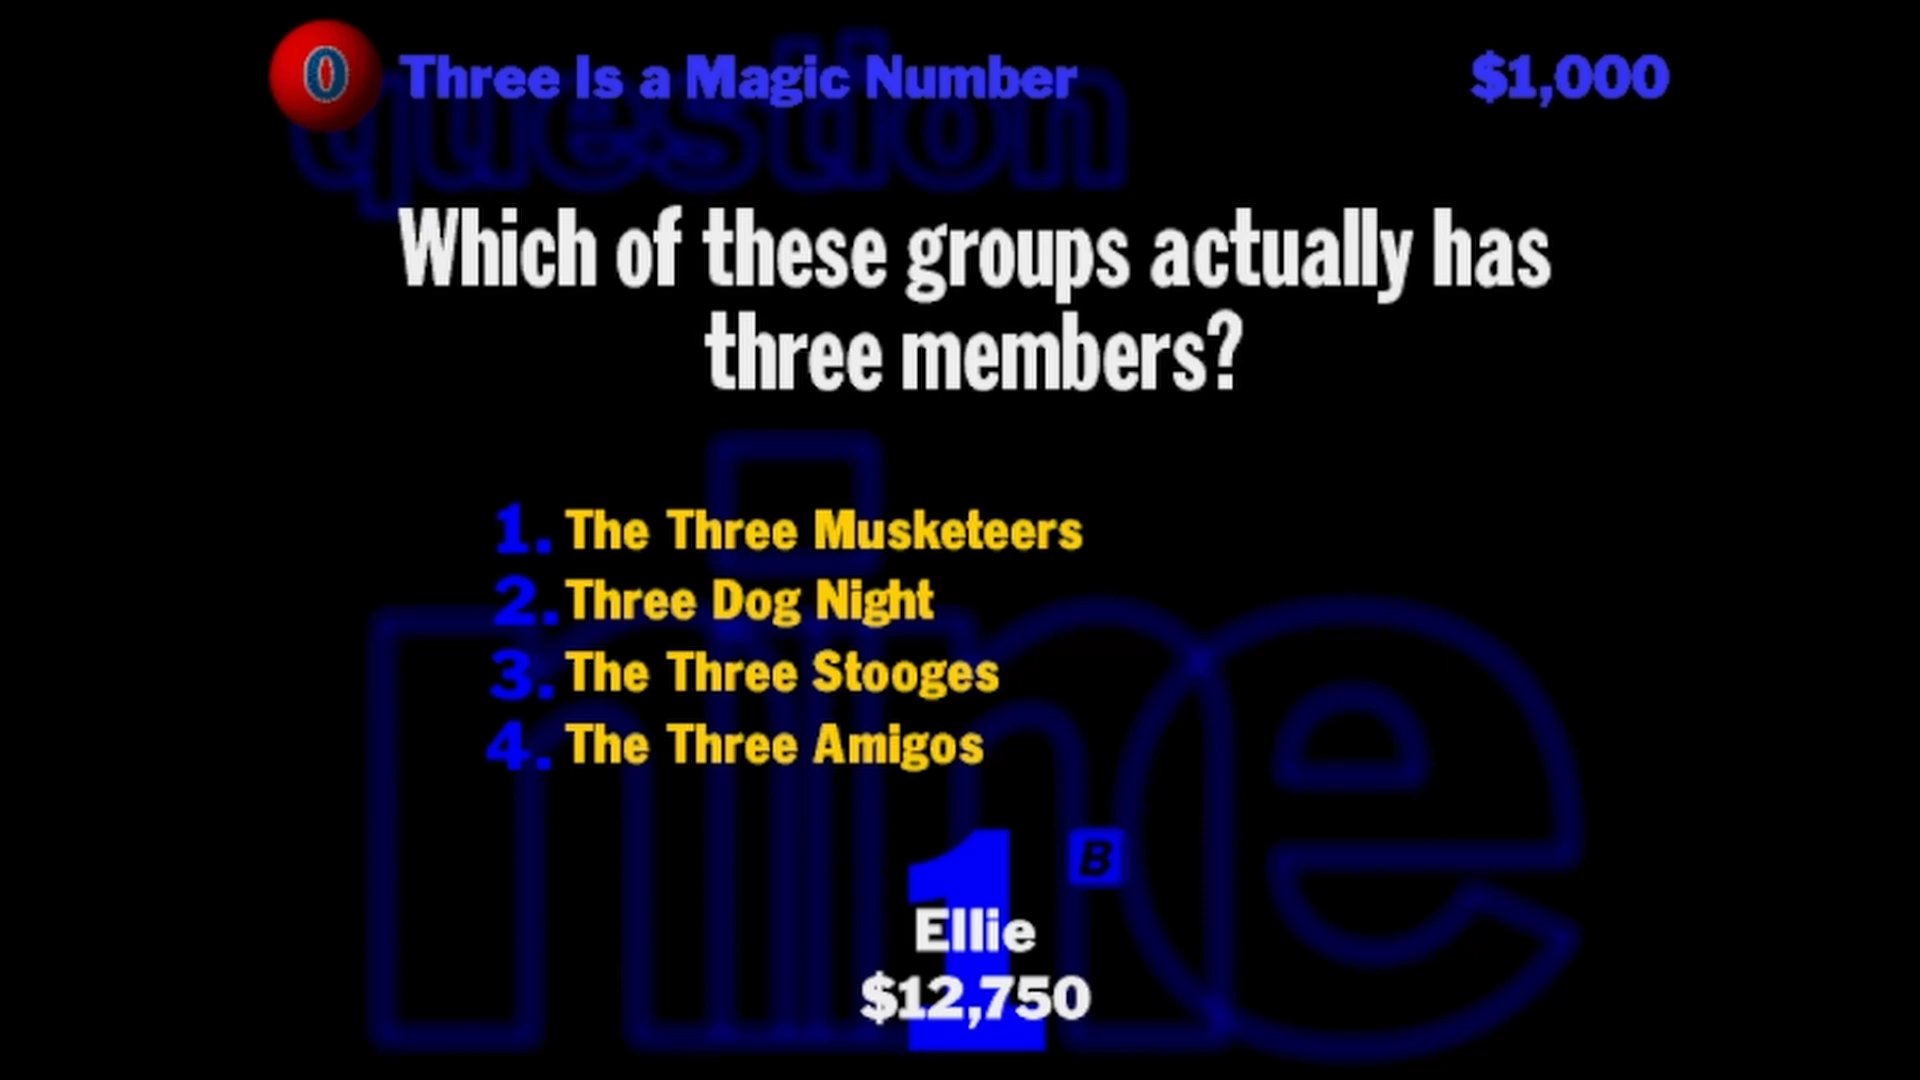 0 Three Is a Magic Number $1,000
question
Which of these groups actually has
three members?
1. The Three Musketeers
2. Three Dog Night
3. The Three Stooges
4. The Three Amigos
nine
1 B
Ellie
$12,750